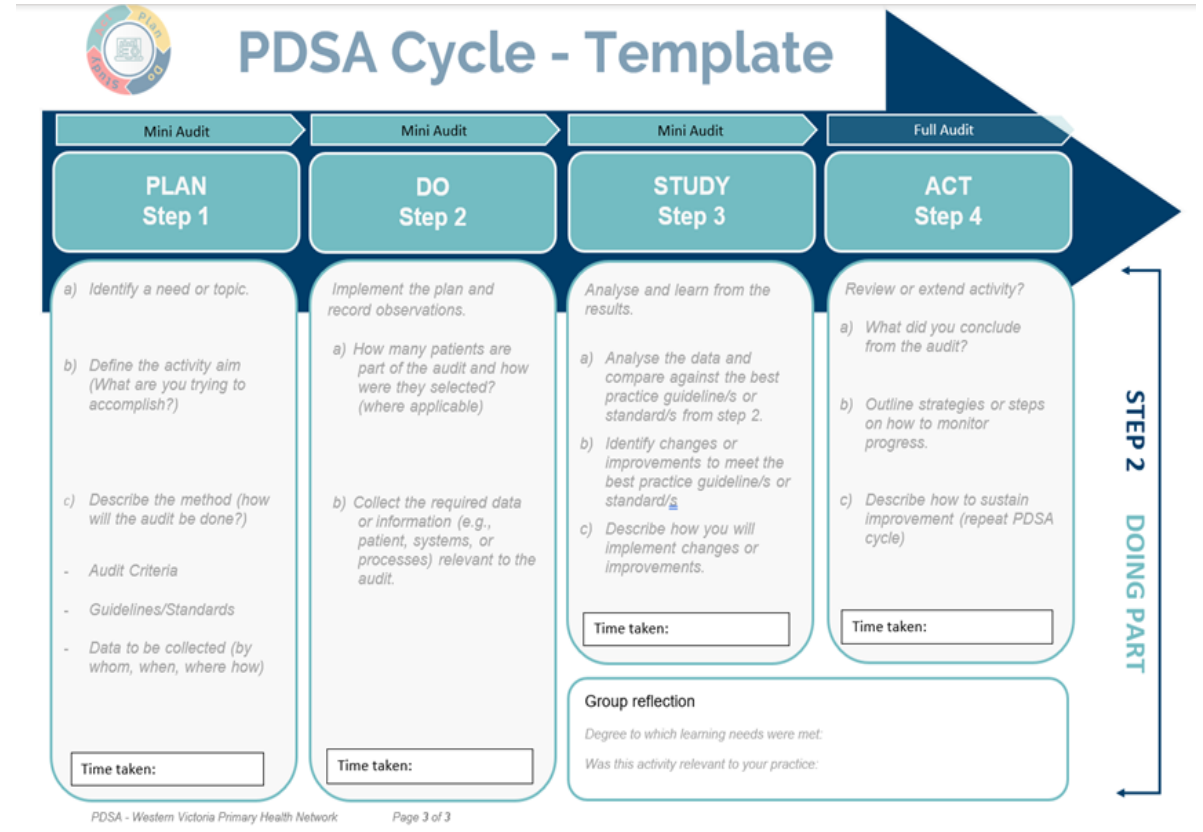 Plan
Do
Study
Act
PDSA Cycle - Template
Mini Audit
Mini Audit
Mini Audit
Full Audit
PLAN
Step 1
DO
Step 2
STUDY
Step 3
ACT
Step 4
a) Identify a need or topic.
b) Define the activity aim
(What are you trying to
accomplish?)
c) Describe the method (how
will the audit be done?)
- Audit Criteria
- Guidelines/Standards
- Data to be collected (by
whom, when, where how)
Time taken:
Implement the plan and
record observations.
a) How many patients are
part of the audit and how
were they selected?
(where applicable)
b) Collect the required data
or information (e.g.,
patient, systems, or
processes) relevant to the
audit.
Time taken:
Analyse and learn from the
results.
a) Analyse the data and
compare against the best
practice guideline/s or
standard/s from step 2.
b) Identify changes or
improvements to meet the
best practice guideline/s or
standard/s
c) Describe how you will
implement changes or
improvements.
Time taken:
Review or extend activity?
a) What did you conclude
from the audit?
b) Outline strategies or steps
on how to monitor
progress.
c) Describe how to sustain
improvement (repeat PDSA
cycle)
Time taken:
Group reflection
Degree to which learning needs were met:
Was this activity relevant to your practice:
STEP 2 DOING PART
PDSA - Western Victoria Primary Health Network Page 3 of 3